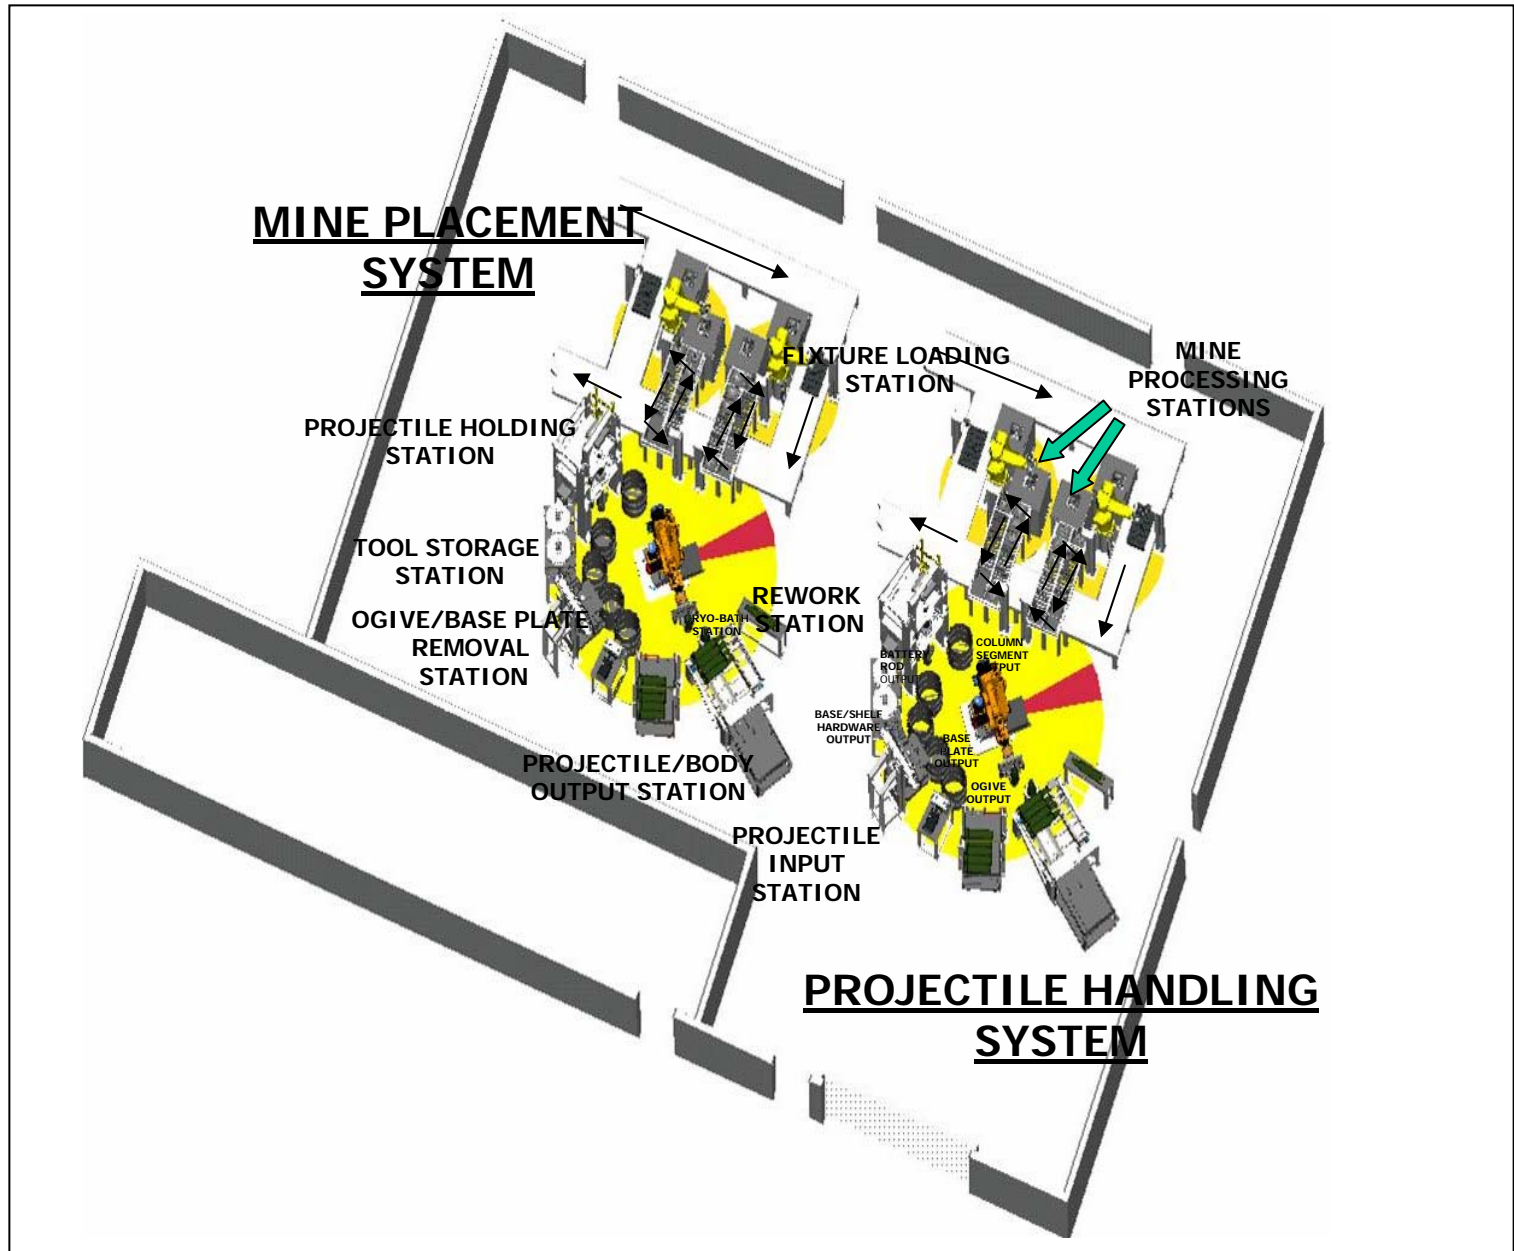 MINE PLACEMENT
SYSTEM
FIXTURE LOADING
STATION
MINE
PROCESSING
STATIONS
PROJECTILE HOLDING
STATION
TOOL STORAGE
STATION
OGIVE/BASE PLATE
REMOVAL
STATION
CRYO-BATH
STATION
REWORK
STATION
COLUMN
SEGMENT
OUTPUT
BATTERY
ROD
OUTPUT
BASE/SHELF
HARDWARE
OUTPUT
BASE
PLATE
OUTPUT
OGIVE
OUTPUT
PROJECTILE/BODY
OUTPUT STATION
PROJECTILE
INPUT
STATION
PROJECTILE HANDLING
SYSTEM